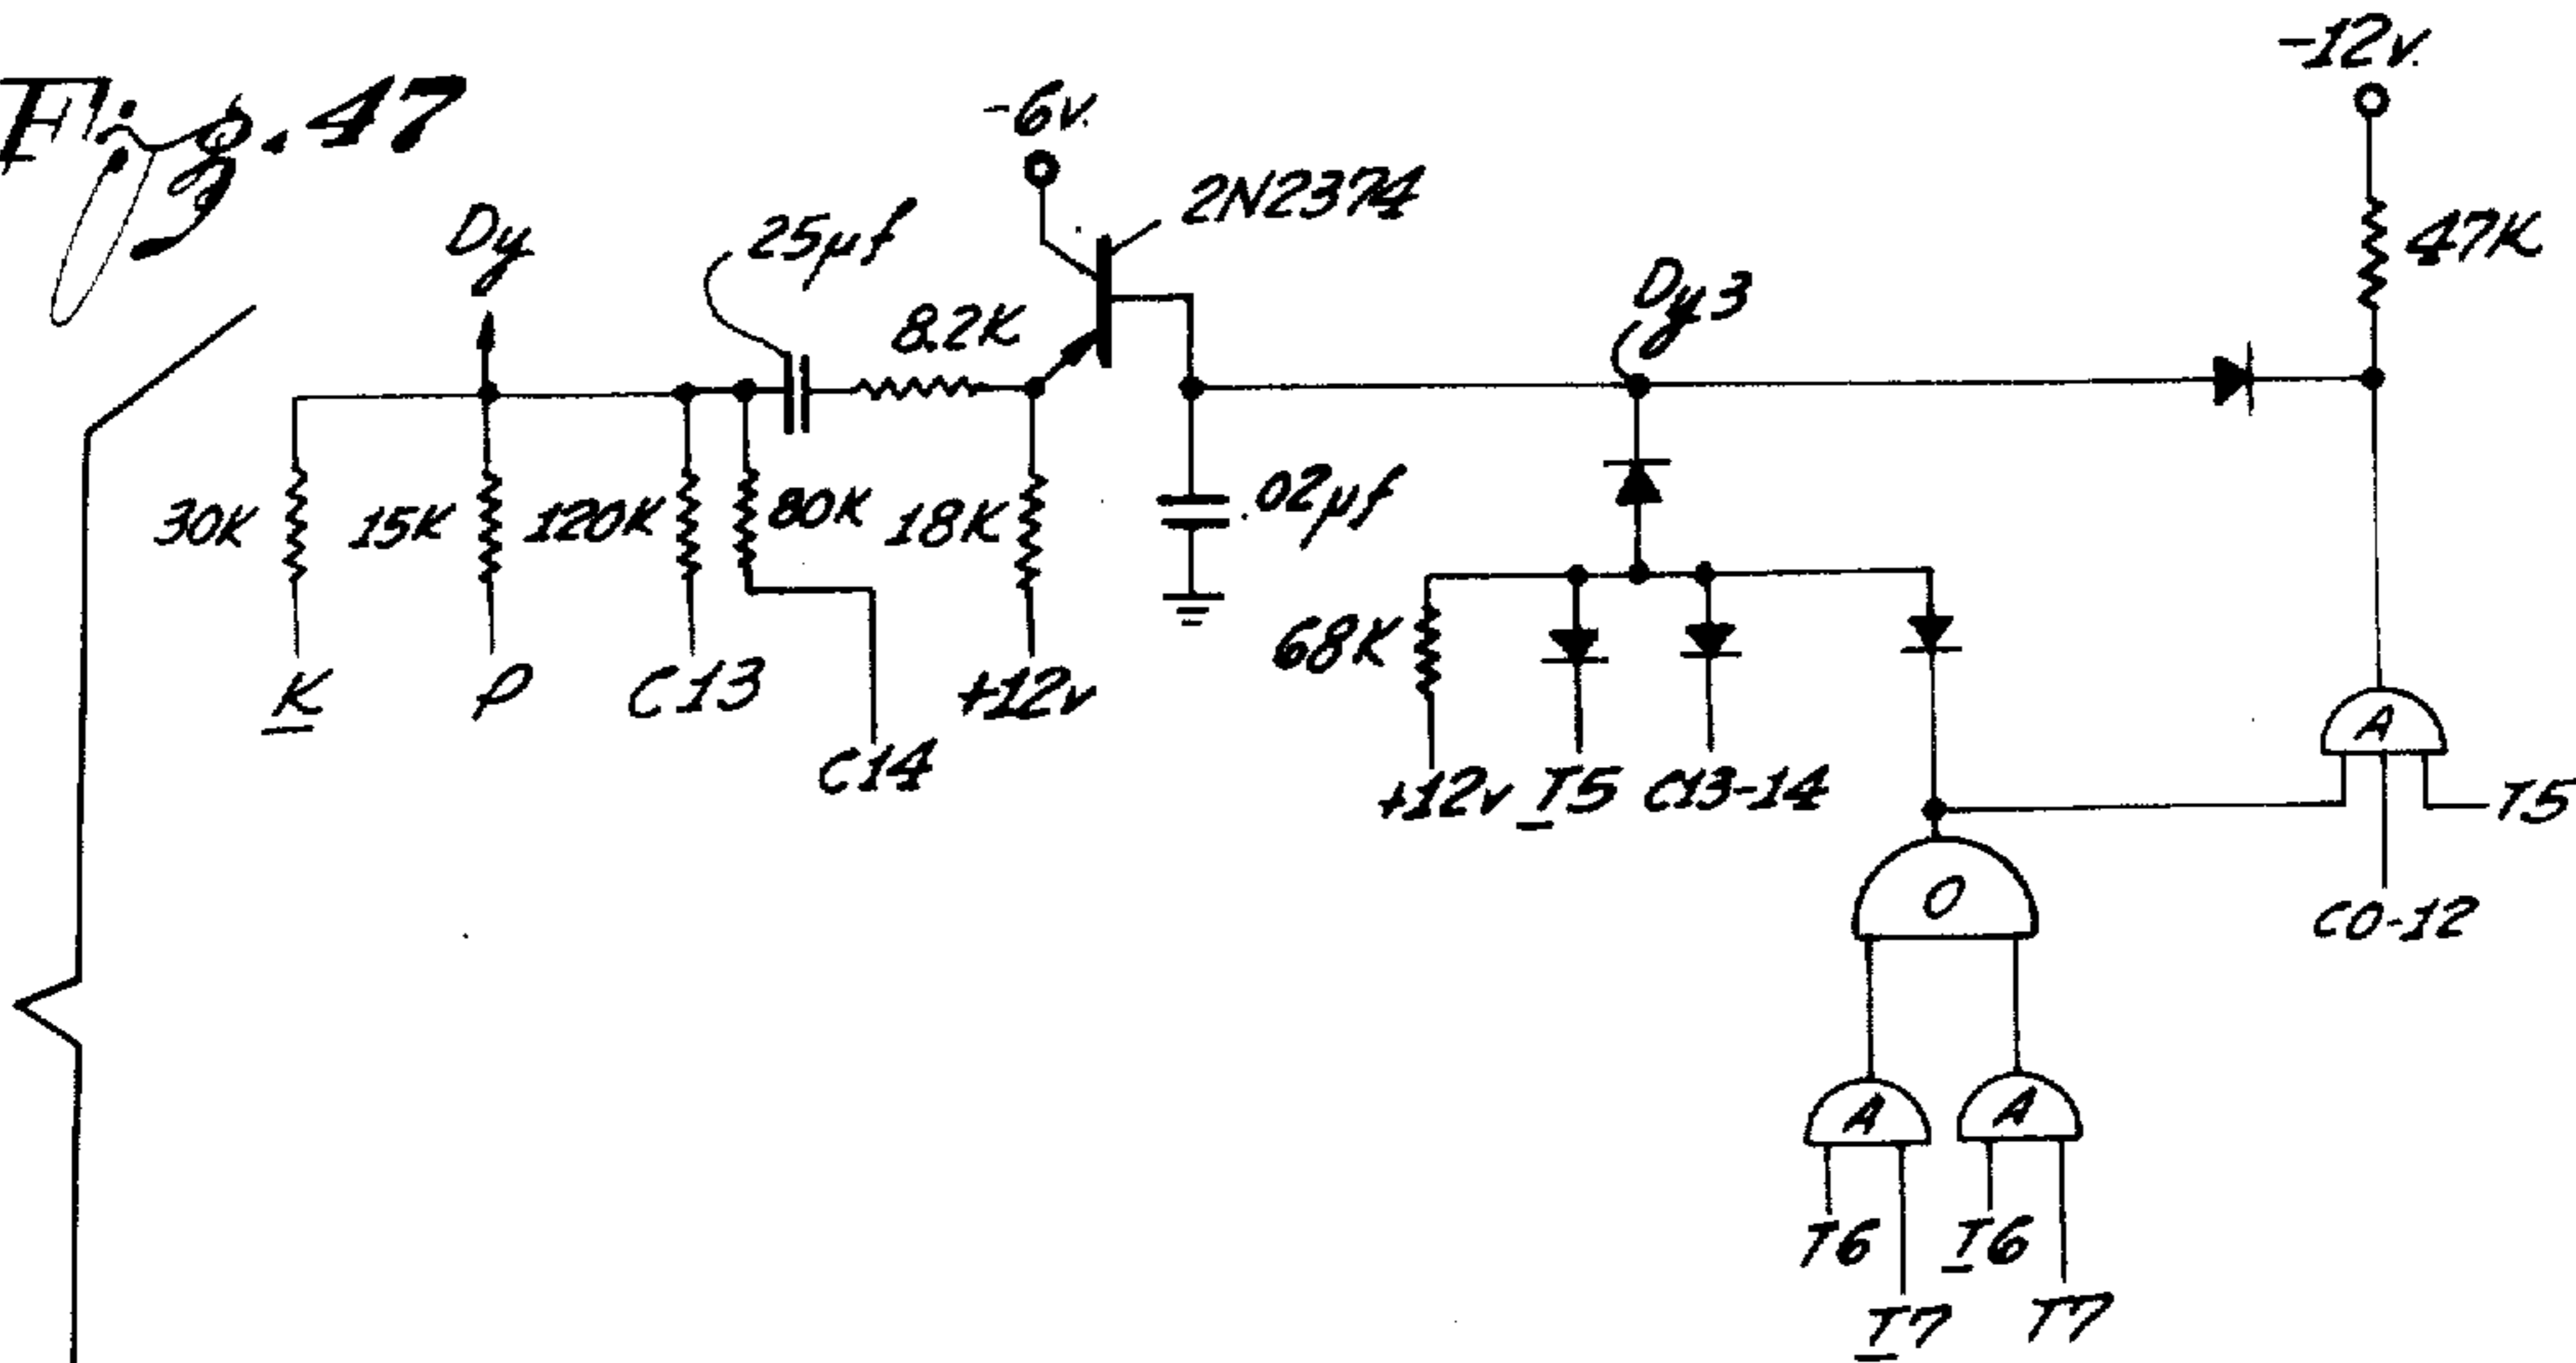 Fig. 47
-12v.
-6v.
2N2374
Dy
25µf
47K
8.2K
Dy3
30K
15K
120K
80K
18K
.02µf
68K
K
P
C13
+12v
C14
+12v
T5
C13-14
A
T5
O
C0-12
A
A
T6
T6
T7
T7